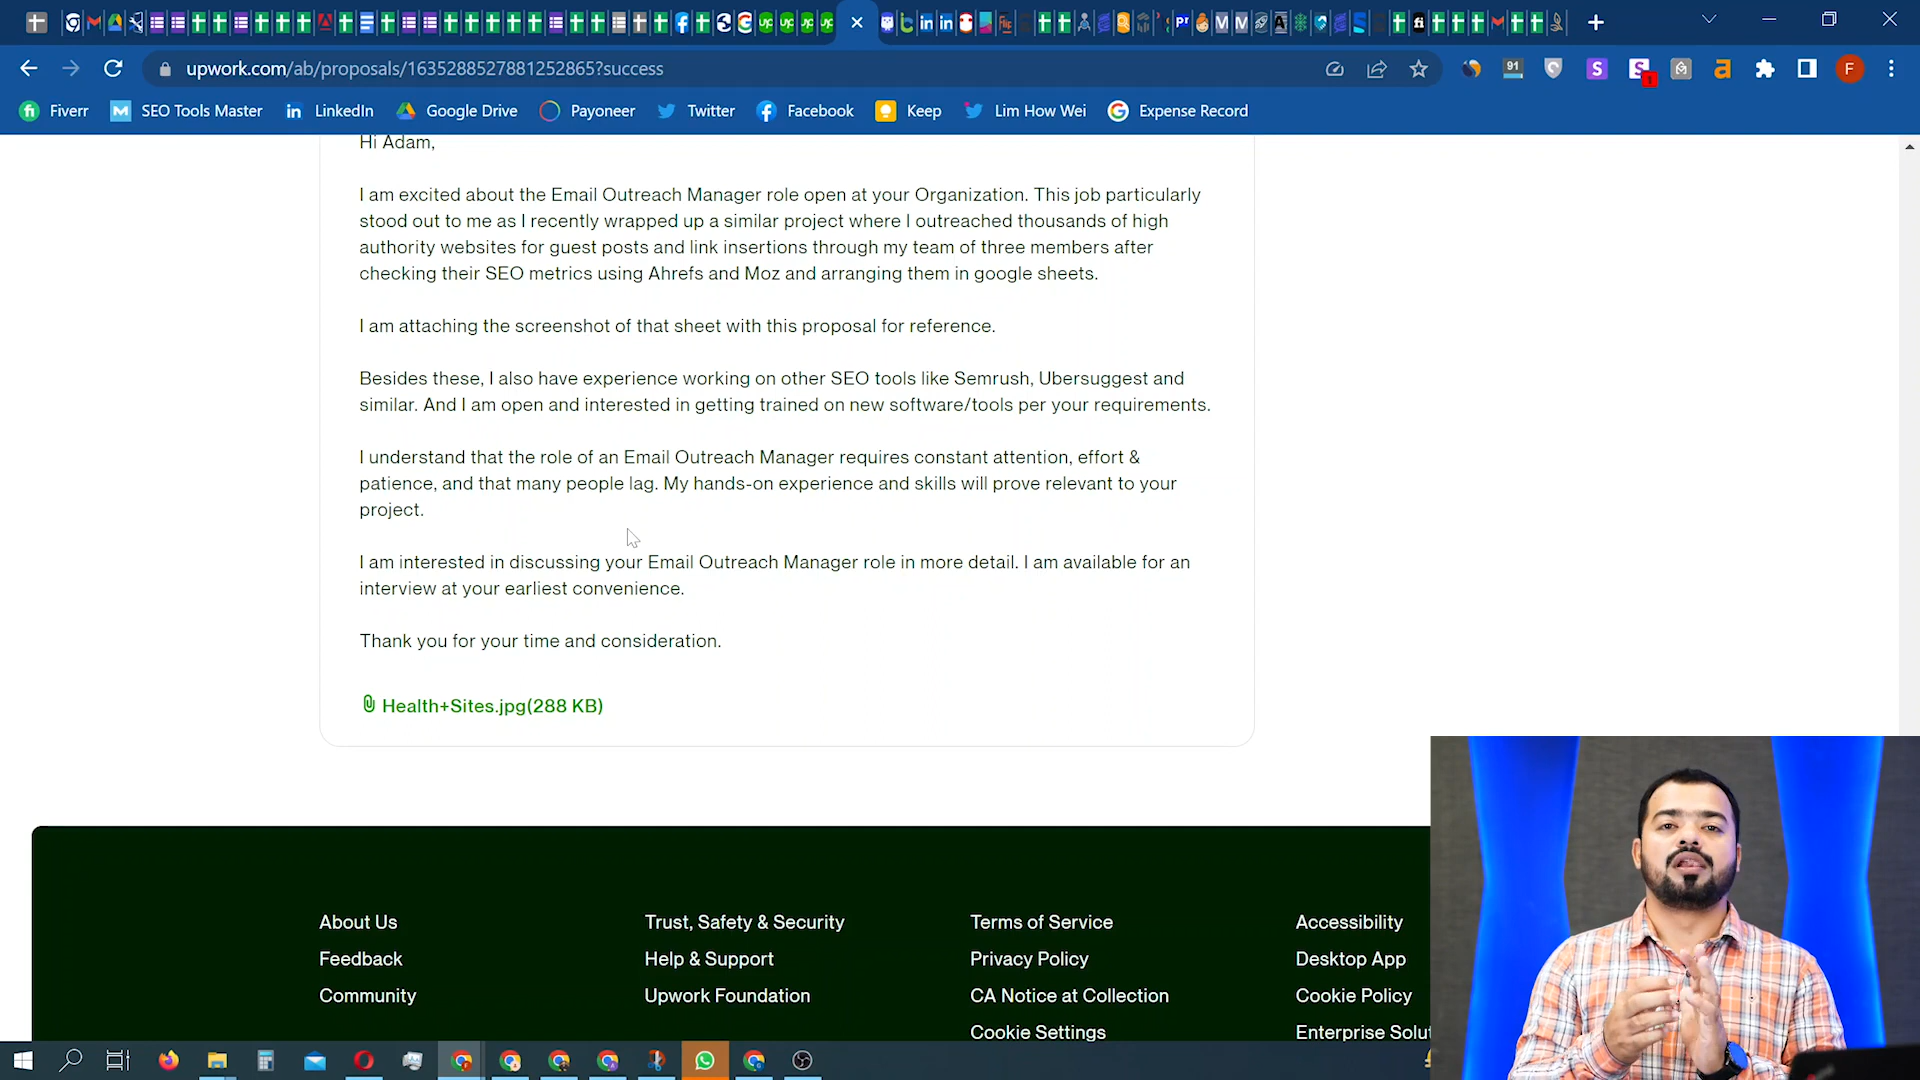 upwork.com/ab/proposals/1635288527881252865?success
91
F
Fiverr SEO Tools Master LinkedIn Google Drive Payoneer Twitter Facebook Keep Lim How Wei Expense Record
Hi Adam,
I am excited about the Email Outreach Manager role open at your Organization. This job particularly
stood out to me as I recently wrapped up a similar project where I outreached thousands of high
authority websites for guest posts and link insertions through my team of three members after
checking their SEO metrics using Ahrefs and Moz and arranging them in google sheets.
I am attaching the screenshot of that sheet with this proposal for reference.
Besides these, I also have experience working on other SEO tools like Semrush, Ubersuggest and
similar. And I am open and interested in getting trained on new software/tools per your requirements.
I understand that the role of an Email Outreach Manager requires constant attention, effort &
patience, and that many people lag. My hands-on experience and skills will prove relevant to your
project.
I am interested in discussing your Email Outreach Manager role in more detail. I am available for an
interview at your earliest convenience.
Thank you for your time and consideration.
Health+Sites.jpg(288 KB)
About Us Trust, Safety & Security Terms of Service Accessibility
Feedback Help & Support Privacy Policy Desktop App
Community Upwork Foundation CA Notice at Collection Cookie Policy
Cookie Settings Enterprise Solu